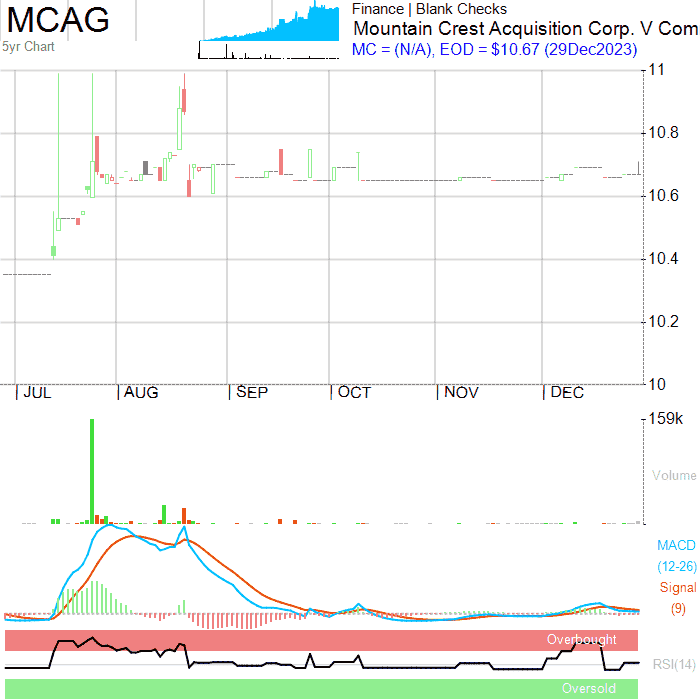 MCAG
5yr Chart
Finance | Blank Checks
Mountain Crest Acquisition Corp. V Com
MC = (N/A), EOD = $10.67 (29Dec2023)
11
10.8
10.6
10.4
10.2
10
JUL AUG SEP OCT NOV DEC
159k
Volume
MACD
(12-26)
Signal
(9)
Overbought
RSI(14)
Oversold